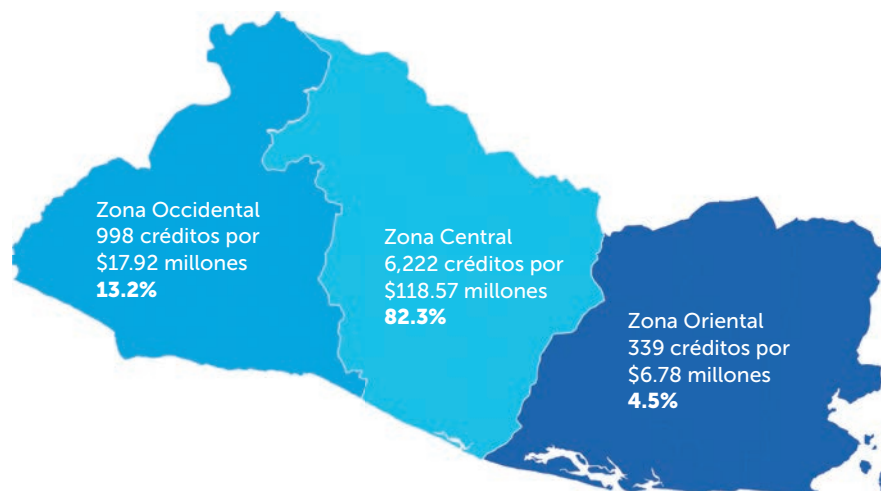 Zona Occidental
998 créditos por
$17.92 millones
13.2%
Zona Central
6,222 créditos por
$118.57 millones
82.3%
Zona Oriental
339 créditos por
$6.78 millones
4.5%